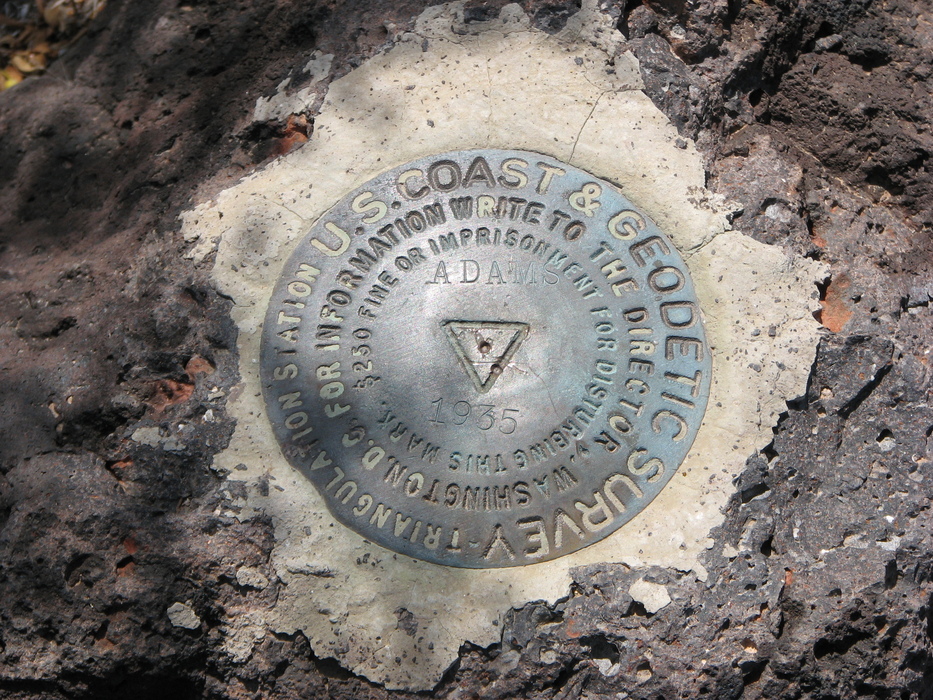 U.S. COAST & GEODETIC SURVEY - TRIANGULATION STATION
FOR INFORMATION WRITE TO THE DIRECTOR, WASHINGTON, D.C.
$250 FINE OR IMPRISONMENT FOR DISTURBING THIS MARK.
ADAMS
1935